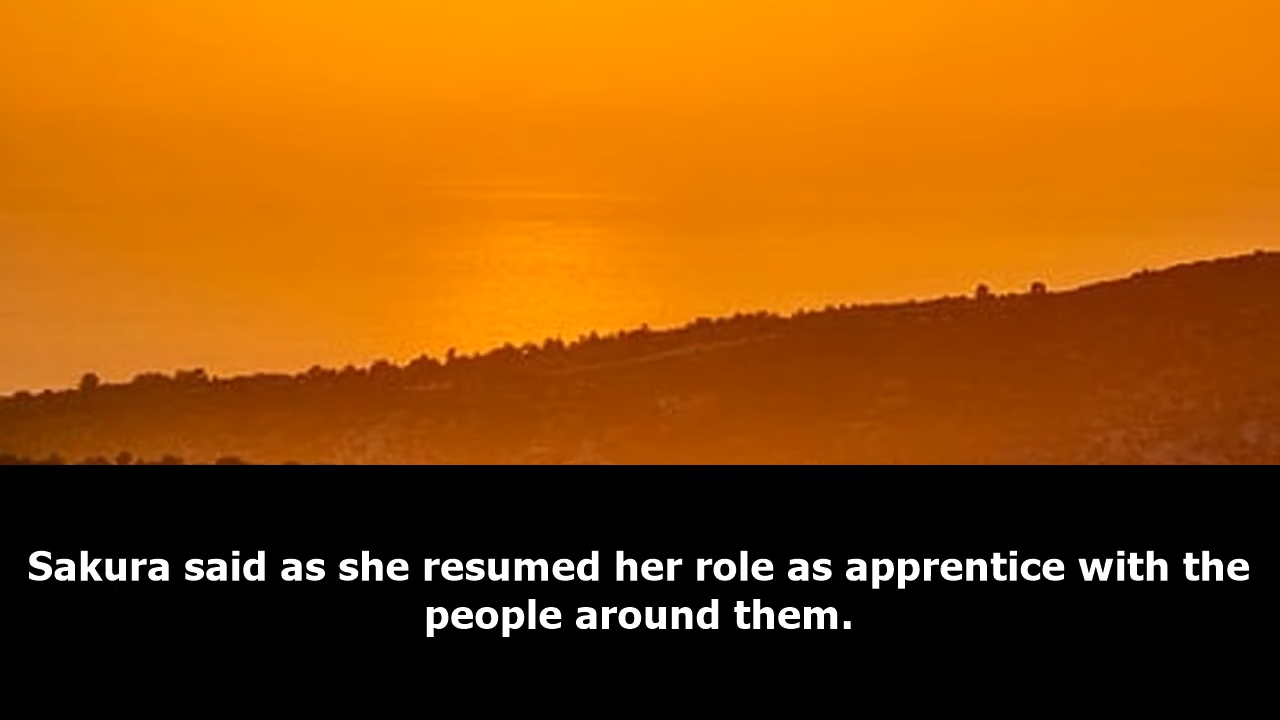 Sakura said as she resumed her role as apprentice with the
people around them.